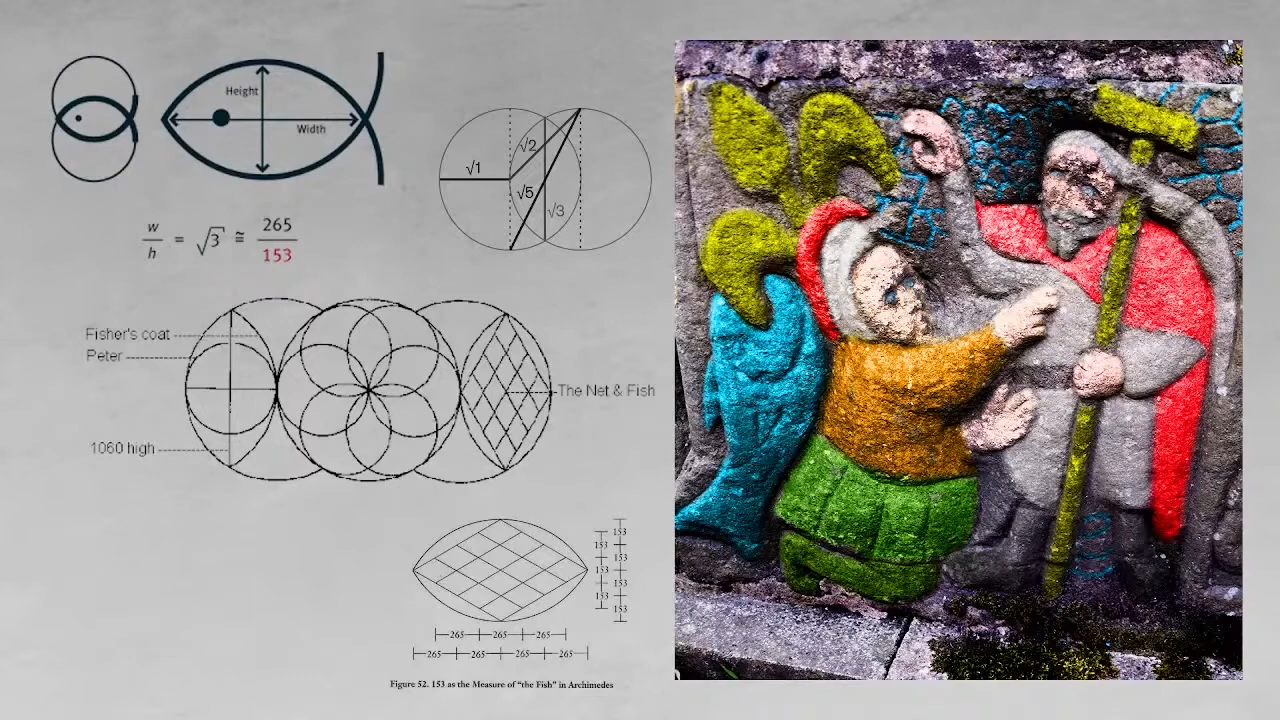 Height
Width
w
h
= √3 ≅
265
153
√1
√2
√5
√3
Fisher's coat
Peter
1060 high
The Net & Fish
153
153
153
153
153
153
153
265
265
265
265
265
265
265
Figure 52. 153 as the Measure of "the Fish" in Archimedes